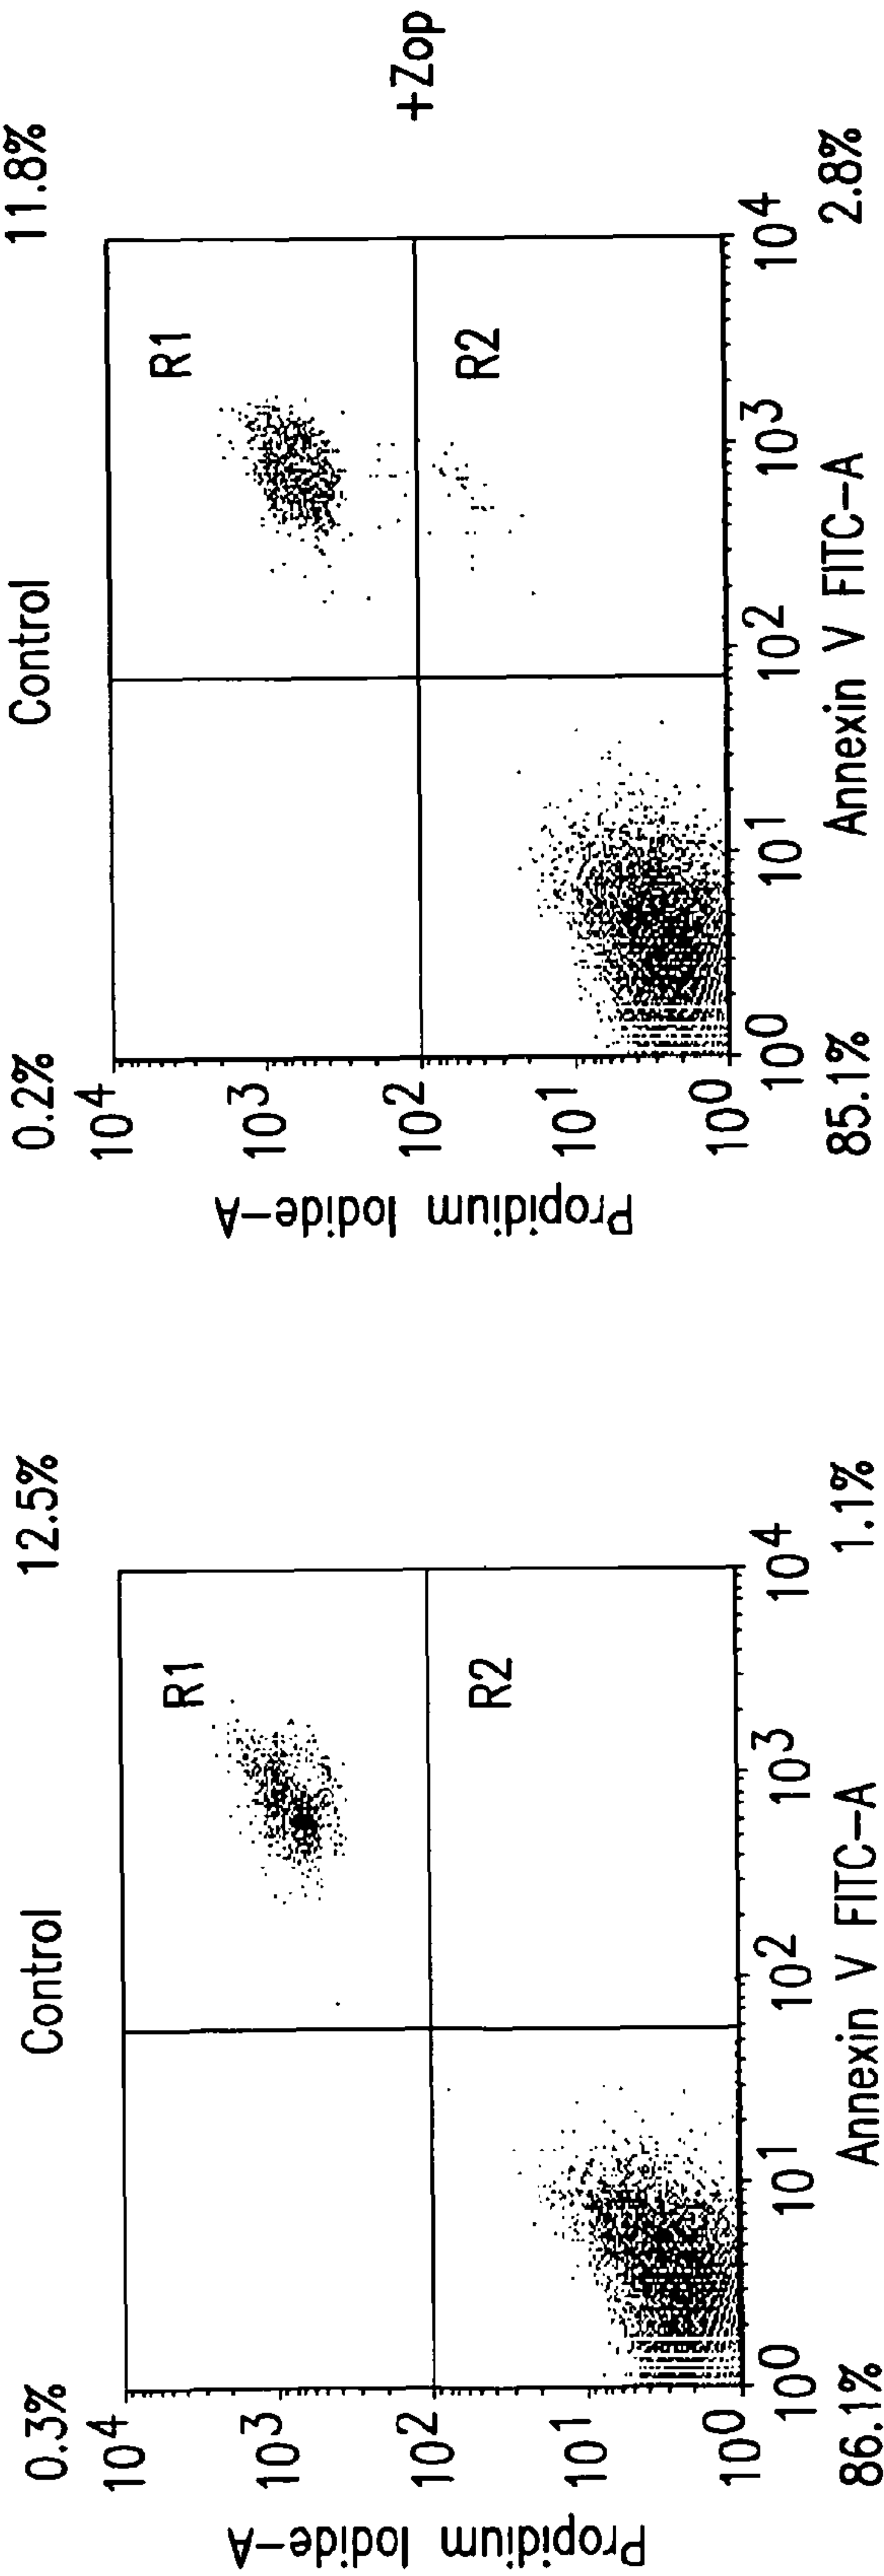 Control
0.3%
12.5%
10^4
10^3
10^2
10^1
10^0
Propidium Iodide-A
R1
R2
10^0
10^1
10^2
10^3
10^4
Annexin V FITC-A
86.1%
1.1%
Control
0.2%
11.8%
10^4
10^3
10^2
10^1
10^0
Propidium Iodide-A
R1
R2
10^0
10^1
10^2
10^3
10^4
Annexin V FITC-A
85.1%
2.8%
+Zop